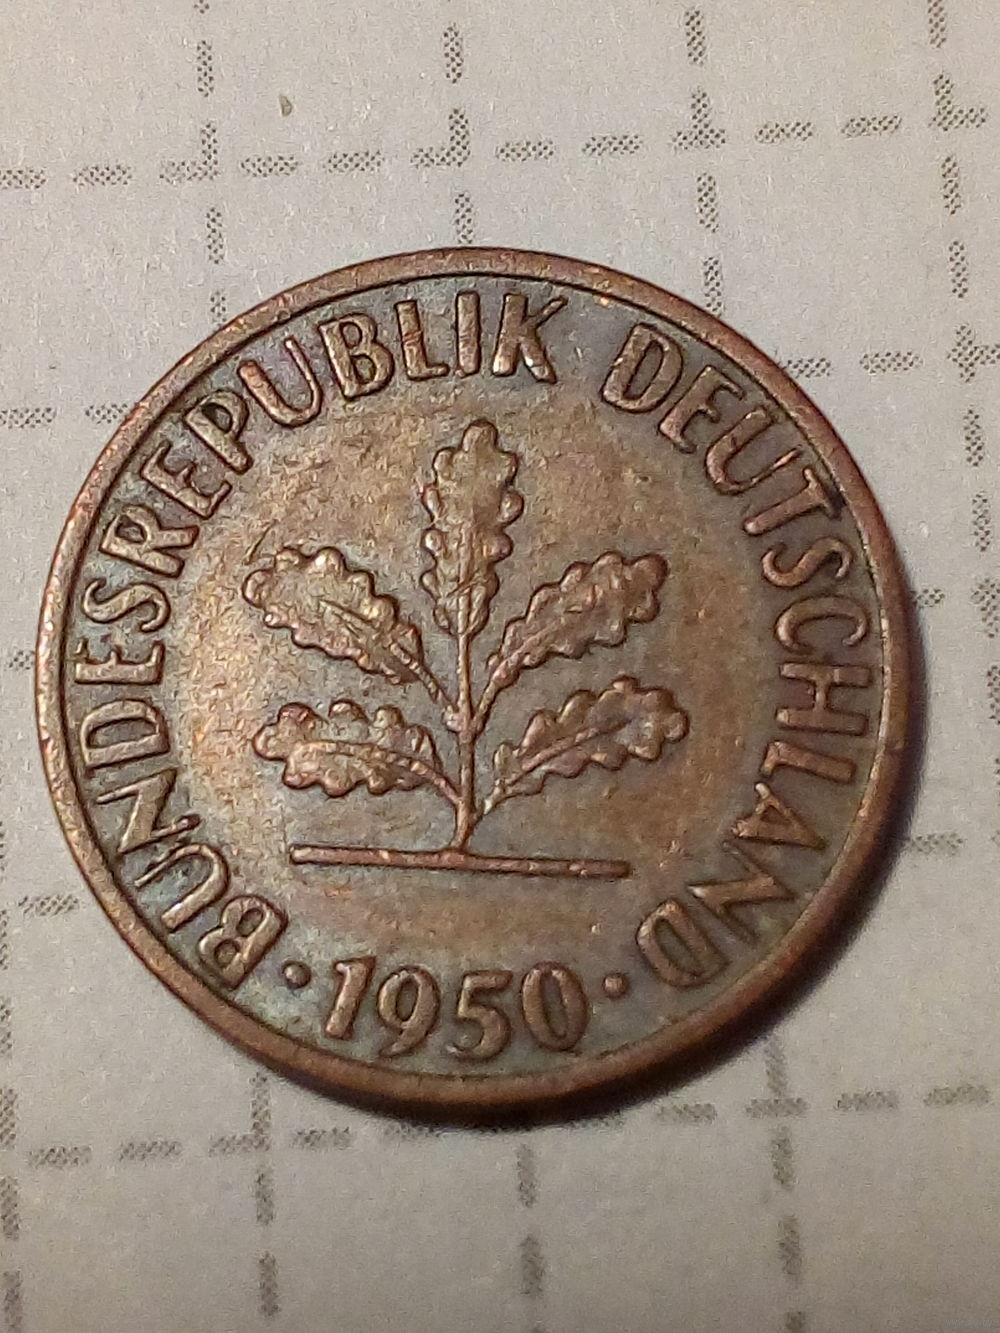 BUNDESREPUBLIK DEUTSCHLAND
· 1950 ·